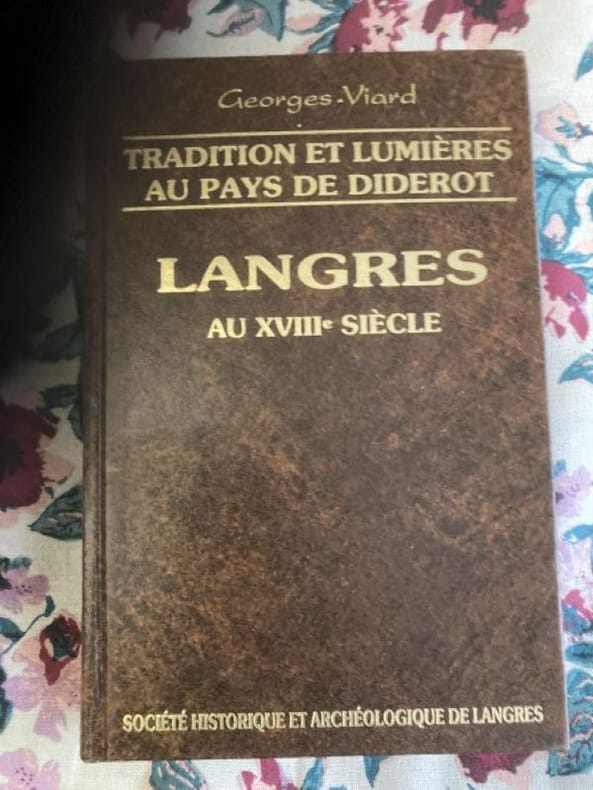 Georges-Viard
TRADITION ET LUMIÈRES
AU PAYS DE DIDEROT
LANGRES
AU XVIIIe SIÈCLE
SOCIÉTÉ HISTORIQUE ET ARCHÉOLOGIQUE DE LANGRES